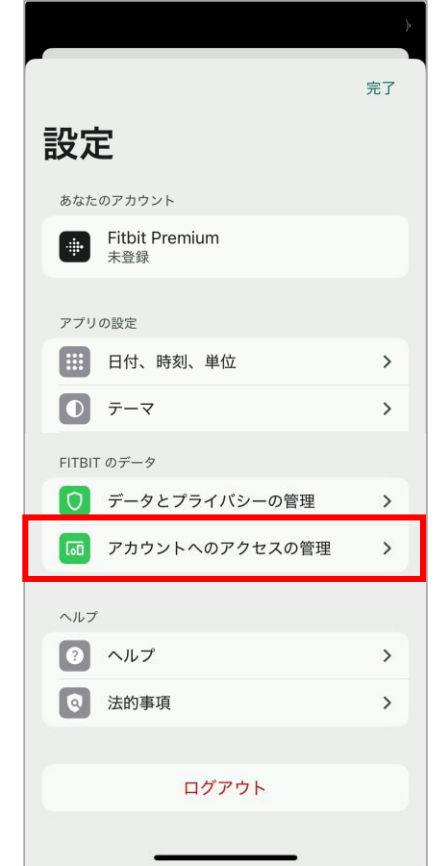 完了
設定
あなたのアカウント
Fitbit Premium
未登録
アプリの設定
日付、時刻、単位
テーマ
FITBIT のデータ
データとプライバシーの管理
アカウントへのアクセスの管理
ヘルプ
ヘルプ
法的事項
ログアウト